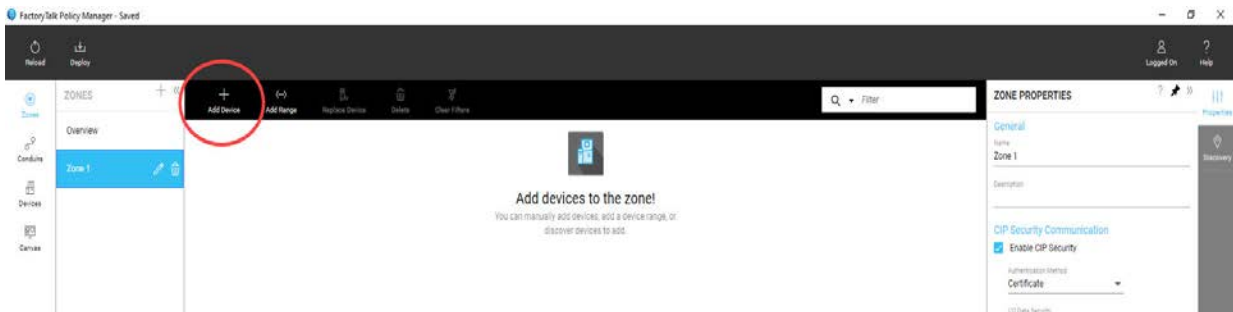 FactoryTalk Policy Manager - Saved
Reload
Deploy
Logged On
Help
Zones
Conduits
Devices
Canvas
ZONES
Overview
Zone 1
Add Device
Add Range
Replace Device
Delete
Clear Filters
Filter
Add devices to the zone!
You can manually add devices, add a device range, or
discover devices to add.
ZONE PROPERTIES
?
General
Name
Zone 1
Description
CIP Security Communication
Enable CIP Security
Authentication Method
Certificate
I/O Data Security
Properties
Discovery